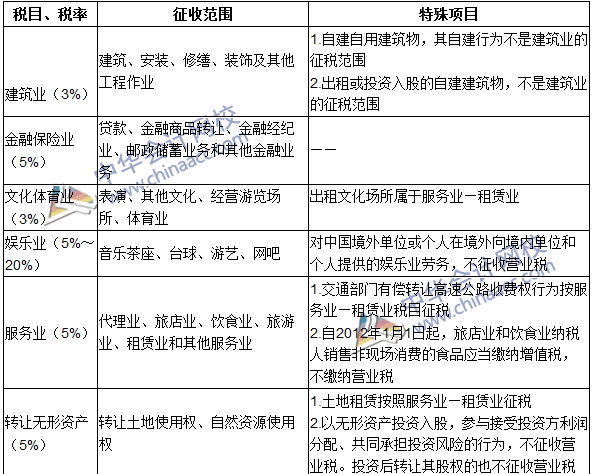 税目、税率 征收范围 特殊项目
建筑业（3%）
建筑、安装、修缮、装饰及其他
工程作业
1.自建自用建筑物，其自建行为不是建筑业的
征税范围
2.出租或投资入股的自建建筑物，不是建筑业
的征税范围
金融保险业
（5%）
贷款、金融商品转让、金融经纪
业、邮政储蓄业务和其他金融业
务
——
文化体育业
（3%）
表演、其他文化、经营游览场
所、体育业
出租文化场所属于服务业—租赁业
娱乐业（5%～
20%）
音乐茶座、台球、游艺、网吧
对中国境外单位或个人在境外向境内单位和
个人提供的娱乐业劳务，不征收营业税
服务业（5%）
代理业、旅店业、饮食业、旅游
业、租赁业和其他服务业
1.交通部门有偿转让高速公路收费权行为按服
务业—租赁业税目征税
2.自2012年1月1日起，旅店业和饮食业纳税
人销售非现场消费的食品应当缴纳增值税，
不缴纳营业税
转让无形资产
（5%）
转让土地使用权、自然资源使用
权
1.土地租赁按照服务业—租赁业征税
2.以无形资产投资入股，参与接受投资方利润
分配、共同承担投资风险的行为，不征收营
业税。投资后转让其股权的也不征收营业税
中华会计网校
www.chinaacc.com
中华会计网校
www.chinaacc.com